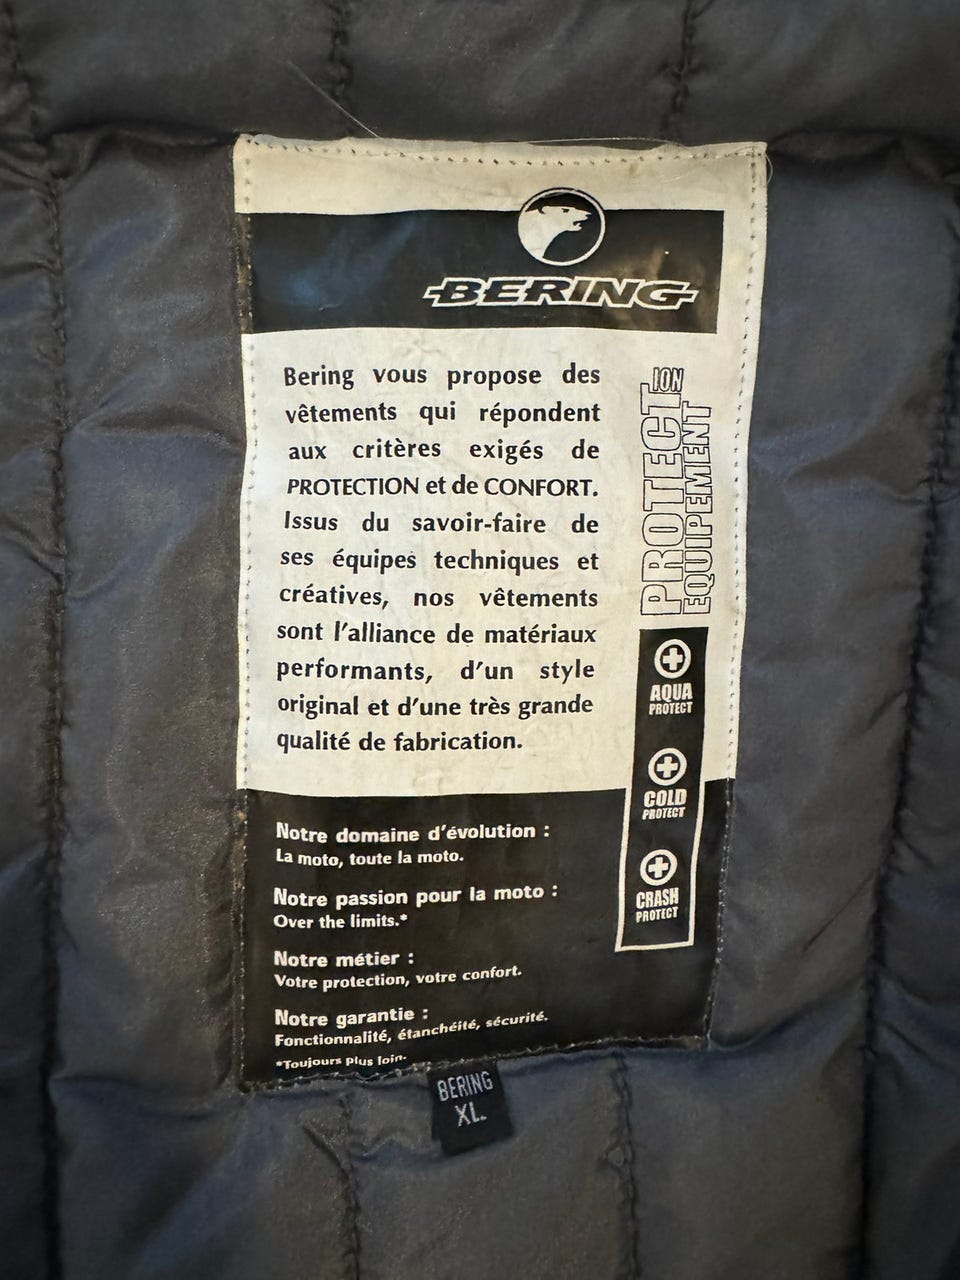 BERING
Bering vous propose des
vêtements qui répondent
aux critères exigés de
PROTECTION et de CONFORT.
Issus du savoir-faire de
ses équipes techniques et
créatives, nos vêtements
sont l'alliance de matériaux
performants, d'un style
original et d'une très grande
qualité de fabrication.
PROTECTION
EQUIPEMENT
AQUA
PROTECT
COLD
PROTECT
CRASH
PROTECT
Notre domaine d'évolution :
La moto, toute la moto.
Notre passion pour la moto :
Over the limits.*
Notre métier :
Votre protection, votre confort.
Notre garantie :
Fonctionnalité, étanchéité, sécurité.
*Toujours plus loin.
BERING
XL.